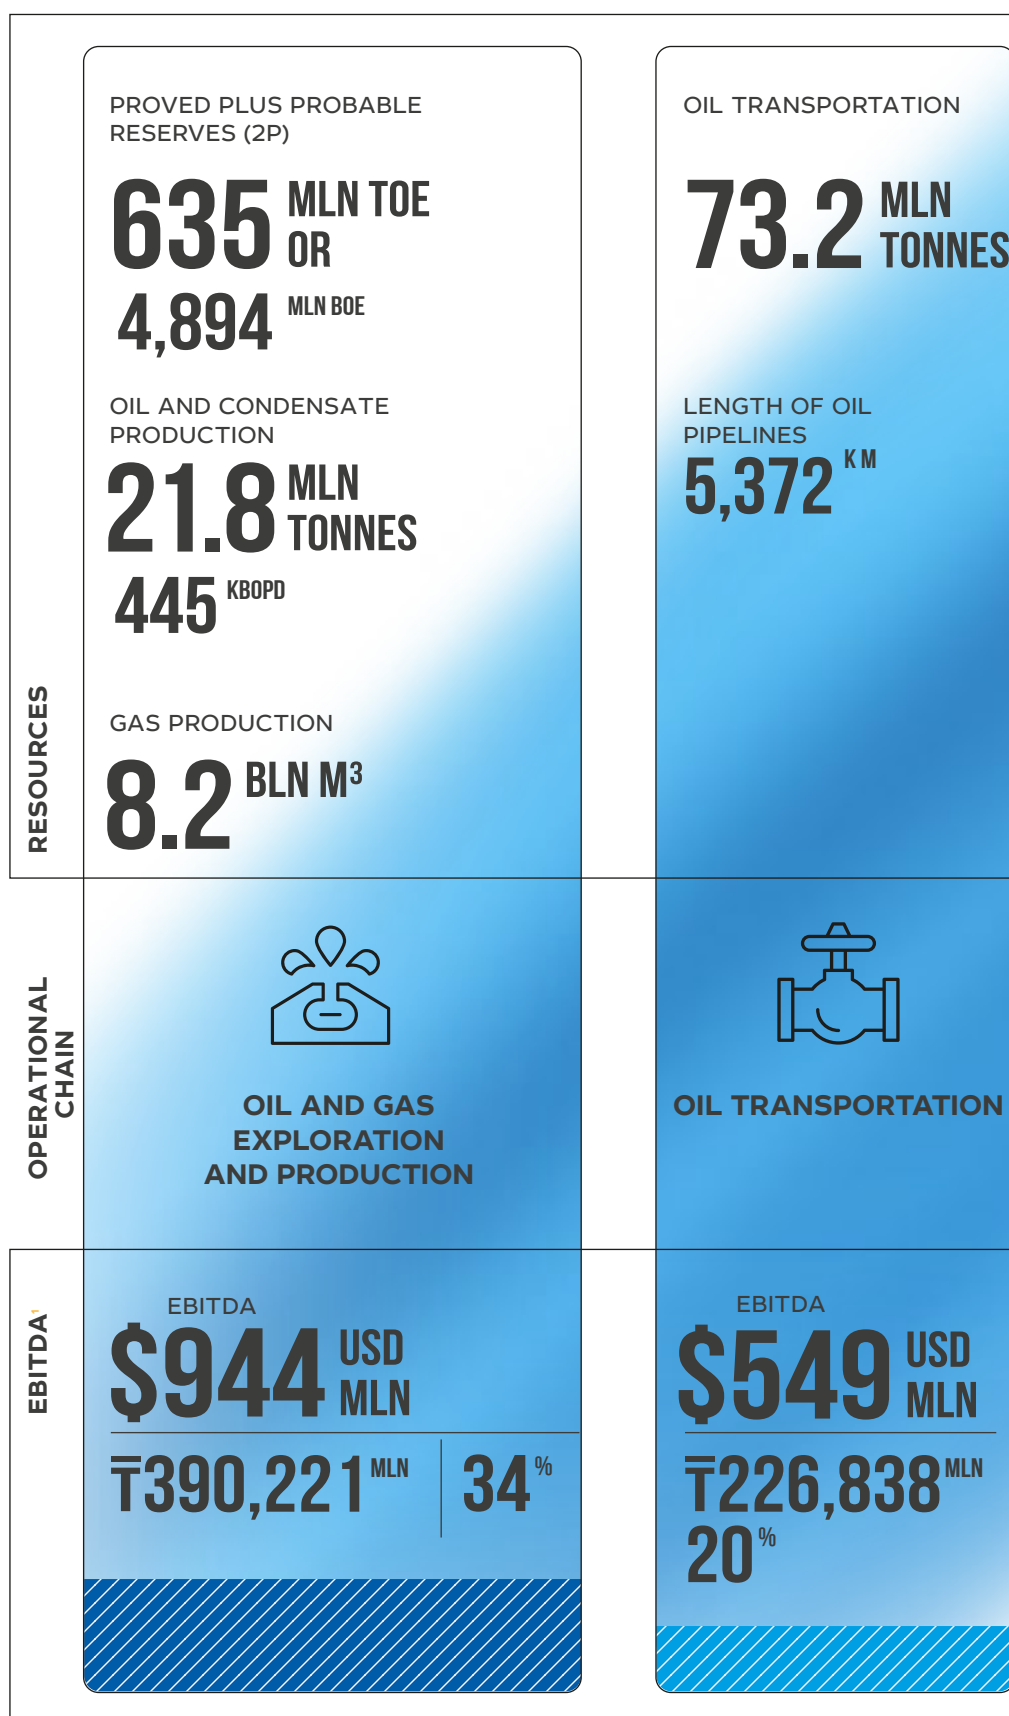 RESOURCES
PROVED PLUS PROBABLE
RESERVES (2P)
635 MLN TOE
OR
4,894 MLN BOE
OIL AND CONDENSATE
PRODUCTION
21.8 MLN
TONNES
445 KBOPD
GAS PRODUCTION
8.2 BLN M³
OIL TRANSPORTATION
73.2 MLN
TONNES
LENGTH OF OIL
PIPELINES
5,372 KM
OPERATIONAL
CHAIN
OIL AND GAS
EXPLORATION
AND PRODUCTION
OIL TRANSPORTATION
EBITDA¹
EBITDA
$944 USD
MLN
₸390,221 MLN
34%
EBITDA
$549 USD
MLN
₸226,838 MLN
20%